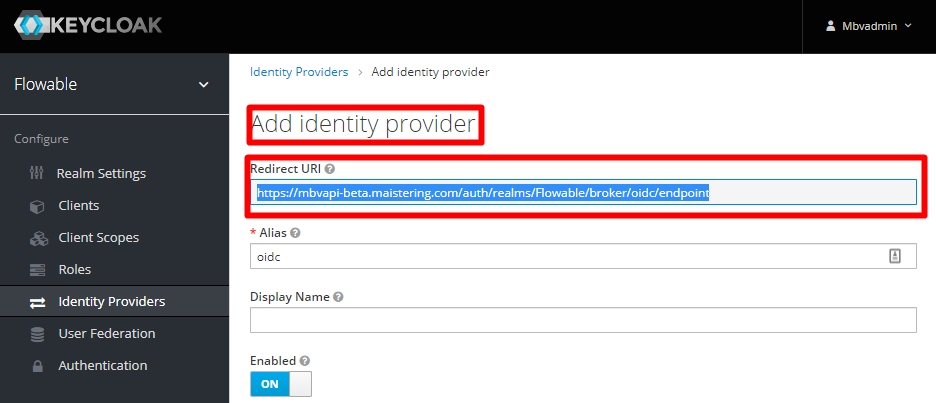 KEYCLOAK
Mbvadmin
Flowable
Configure
Realm Settings
Clients
Client Scopes
Roles
Identity Providers
User Federation
Authentication
Identity Providers > Add identity provider
Add identity provider
Redirect URI
https://mbvapi-beta.maistering.com/auth/realms/Flowable/broker/oidc/endpoint
* Alias
oidc
Display Name
Enabled
ON